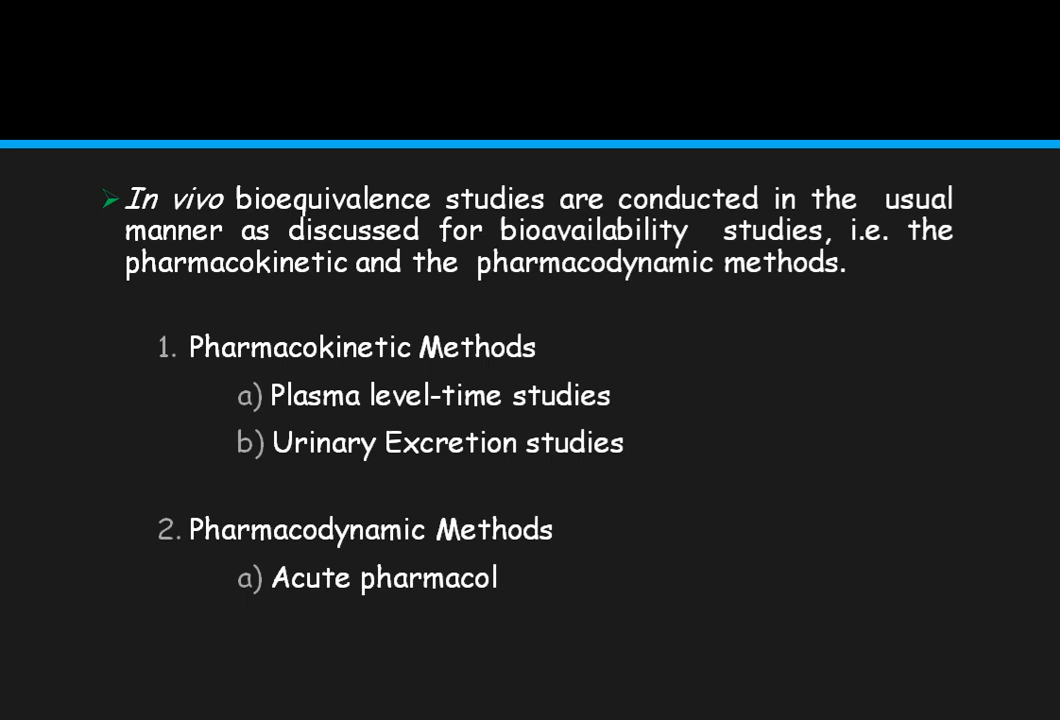 In vivo bioequivalence studies are conducted in the usual
manner as discussed for bioavailability studies, i.e. the
pharmacokinetic and the pharmacodynamic methods.
1. Pharmacokinetic Methods
a) Plasma level-time studies
b) Urinary Excretion studies
2. Pharmacodynamic Methods
a) Acute pharmacol